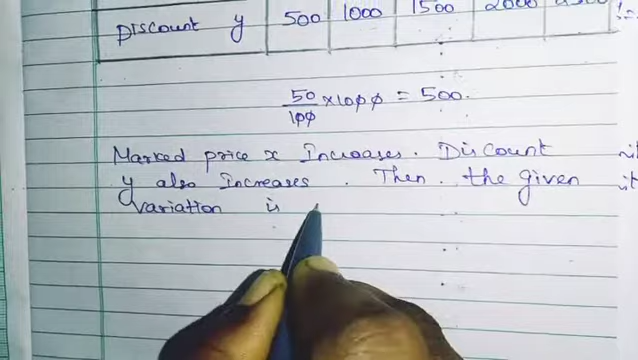 Discount y 500 1000 1500 2000
50/100 × 1000 = 500.
Marked price x Increases. Discount
y also Increases. Then. the given
variation is